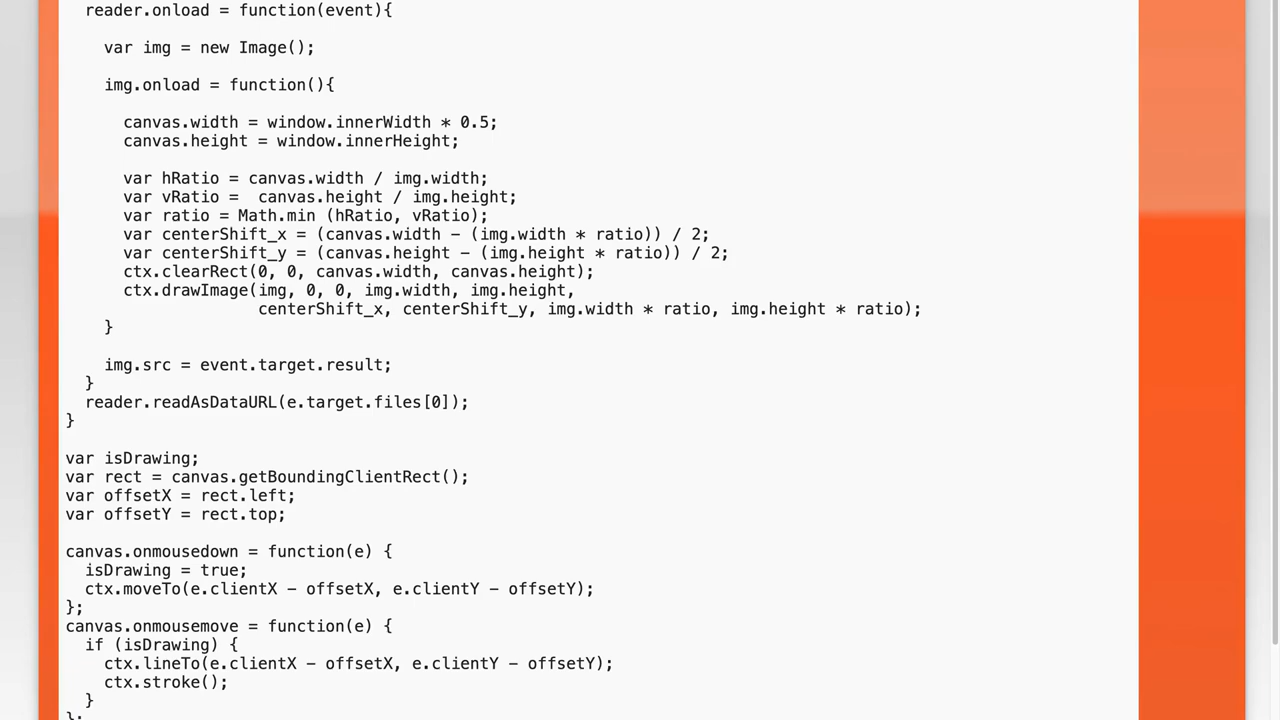 reader.onload = function(event){
var img = new Image();
img.onload = function(){
canvas.width = window.innerWidth * 0.5;
canvas.height = window.innerHeight;
var hRatio = canvas.width / img.width;
var vRatio =  canvas.height / img.height;
var ratio = Math.min (hRatio, vRatio);
var centerShift_x = (canvas.width - (img.width * ratio)) / 2;
var centerShift_y = (canvas.height - (img.height * ratio)) / 2;
ctx.clearRect(0, 0, canvas.width, canvas.height);
ctx.drawImage(img, 0, 0, img.width, img.height,
centerShift_x, centerShift_y, img.width * ratio, img.height * ratio);
}
img.src = event.target.result;
}
reader.readAsDataURL(e.target.files[0]);
}
var isDrawing;
var rect = canvas.getBoundingClientRect();
var offsetX = rect.left;
var offsetY = rect.top;
canvas.onmousedown = function(e) {
isDrawing = true;
ctx.moveTo(e.clientX - offsetX, e.clientY - offsetY);
};
canvas.onmousemove = function(e) {
if (isDrawing) {
ctx.lineTo(e.clientX - offsetX, e.clientY - offsetY);
ctx.stroke();
}
};